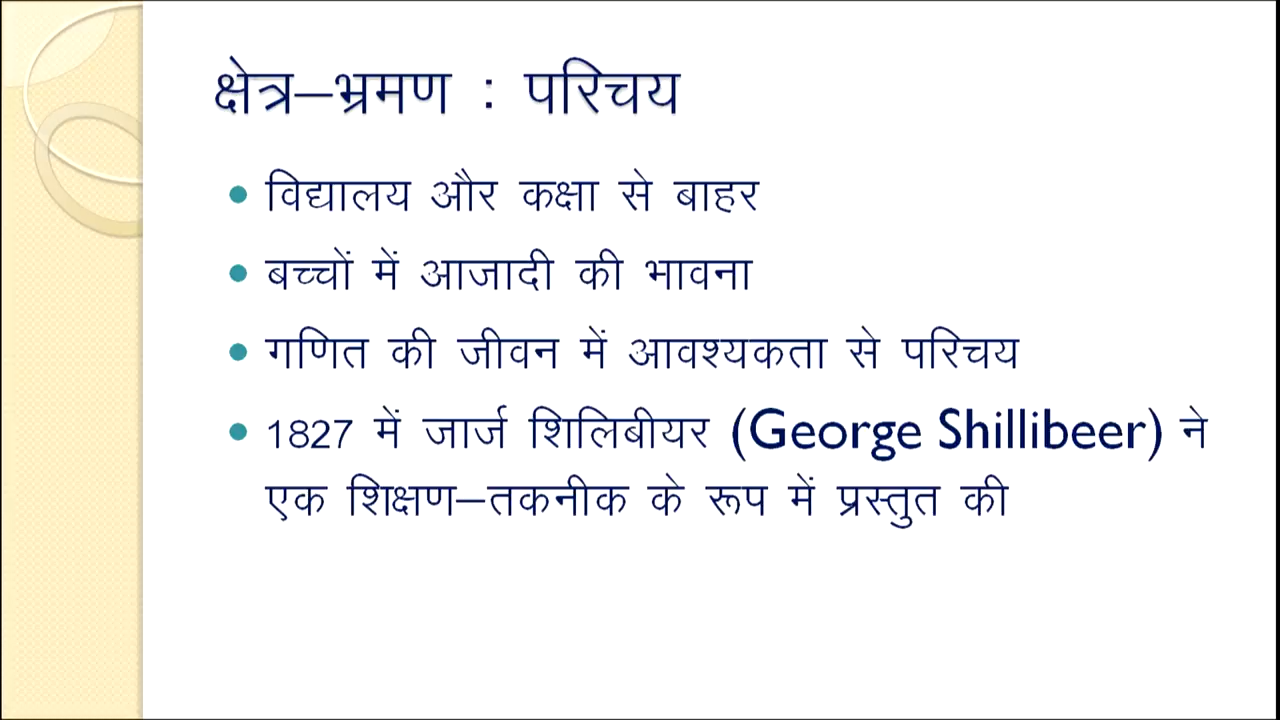 क्षेत्र–भ्रमण : परिचय
• विद्यालय और कक्षा से बाहर
• बच्चों में आजादी की भावना
• गणित की जीवन में आवश्यकता से परिचय
• 1827 में जार्ज शिलिबीयर (George Shillibeer) ने
एक शिक्षण–तकनीक के रूप में प्रस्तुत की